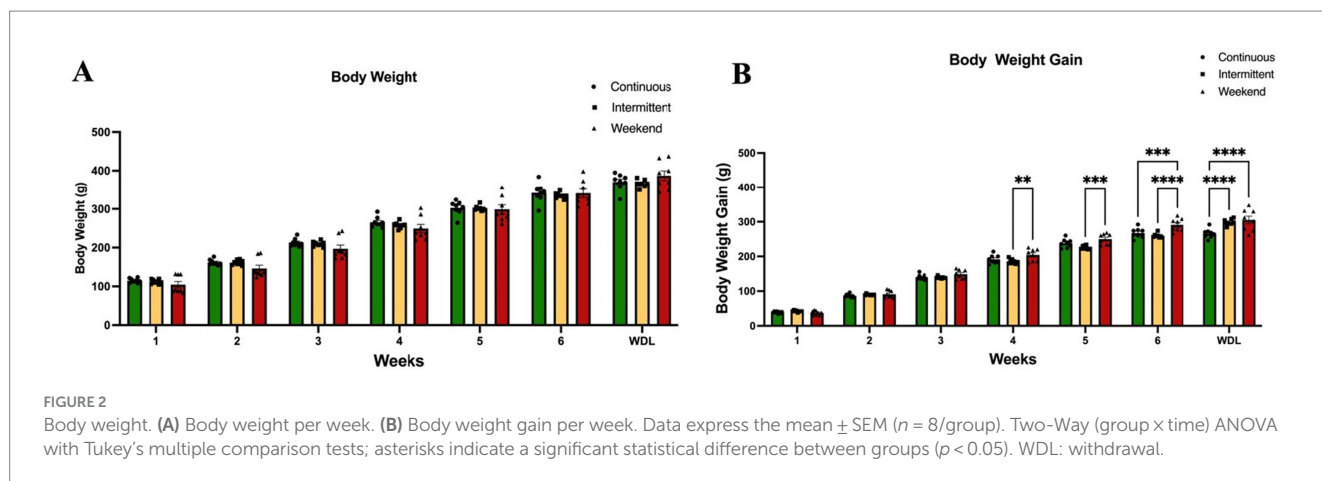 A
Body Weight
Continuous
Intermittent
Weekend
Body Weight (g)
500
400
300
200
100
0
1 2 3 4 5 6 WDL
Weeks
B
Body Weight Gain
Continuous
Intermittent
Weekend
Body Weight Gain (g)
500
400
300
200
100
0
** *** *** **** **** ****
1 2 3 4 5 6 WDL
Weeks
FIGURE 2
Body weight. (A) Body weight per week. (B) Body weight gain per week. Data express the mean ± SEM (n = 8/group). Two-Way (group × time) ANOVA
with Tukey’s multiple comparison tests; asterisks indicate a significant statistical difference between groups (p < 0.05). WDL: withdrawal.